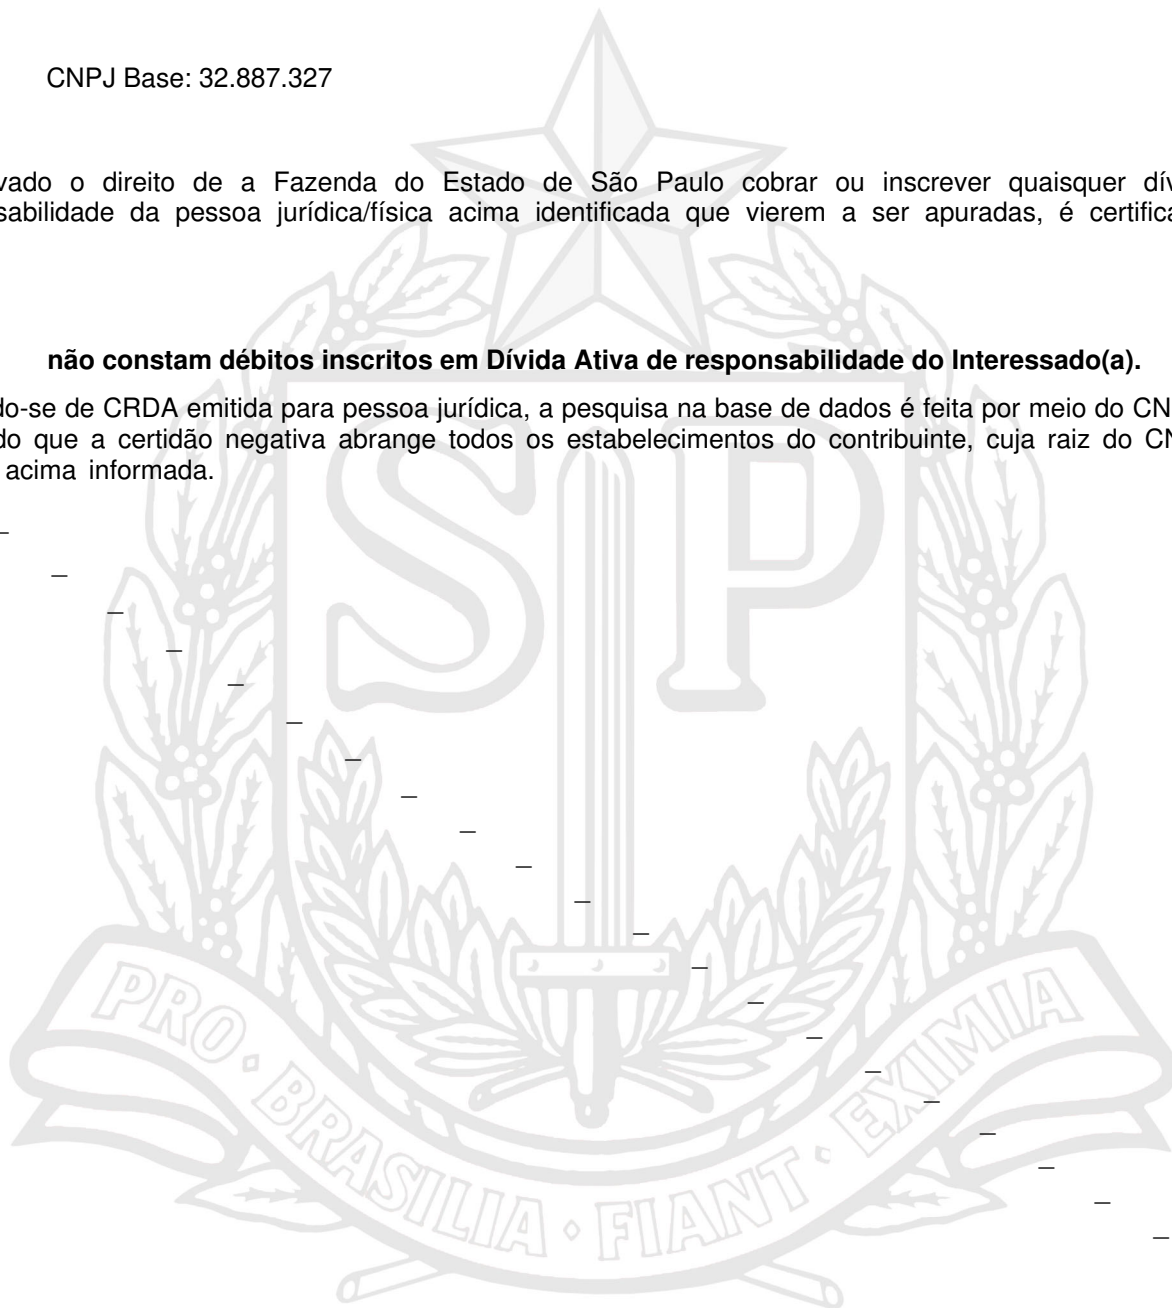 CNPJ Base: 32.887.327
vado o direito de a Fazenda do Estado de São Paulo cobrar ou inscrever quaisquer dív
sabilidade da pessoa jurídica/física acima identificada que vierem a ser apuradas, é certifica
não constam débitos inscritos em Dívida Ativa de responsabilidade do Interessado(a).
do-se de CRDA emitida para pessoa jurídica, a pesquisa na base de dados é feita por meio do CN
do que a certidão negativa abrange todos os estabelecimentos do contribuinte, cuja raiz do CN
acima informada.
SP
PRO • BRASILIA • FIANT • EXIMIA